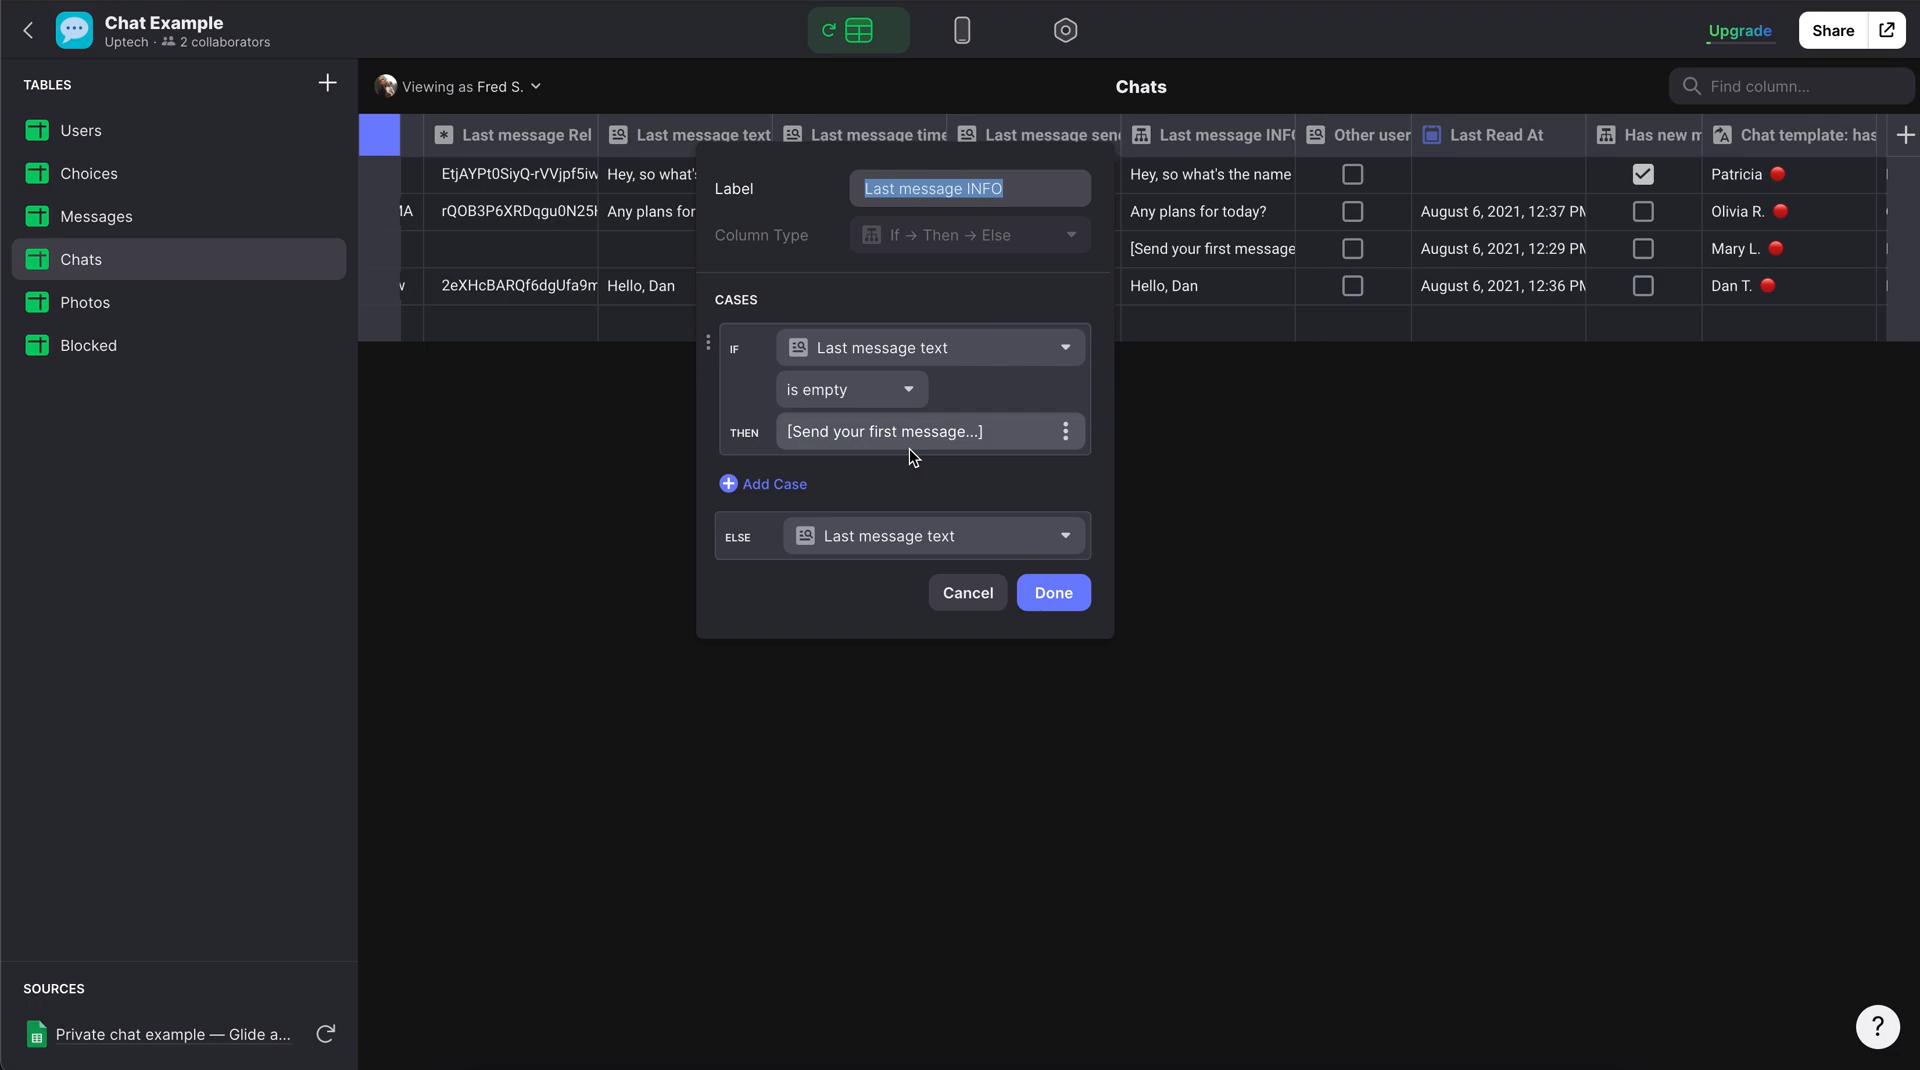 Chat Example
Uptech · 2 collaborators
Upgrade
Share
TABLES
Users
Choices
Messages
Chats
Photos
Blocked
SOURCES
Private chat example — Glide a...
Viewing as Fred S.
Chats
Find column...
Last message Rel
Last message text
Last message time
Last message sen
Last message INF
Other user
Last Read At
Has new m
Chat template: has
EtjAYPt0SiyQ-rVVjpf5iw Hey, so what's
Hey, so what's the name
Patricia
MA rQOB3P6XRDqgu0N25 Any plans for
Any plans for today?
August 6, 2021, 12:37 PM
Olivia R.
[Send your first message
August 6, 2021, 12:29 PM
Mary L.
w 2eXHcBARQf6dgUfa9m Hello, Dan
Hello, Dan
August 6, 2021, 12:36 PM
Dan T.
Label
Last message INFO
Column Type
If → Then → Else
CASES
IF
Last message text
is empty
THEN
[Send your first message...]
Add Case
ELSE
Last message text
Cancel
Done
?